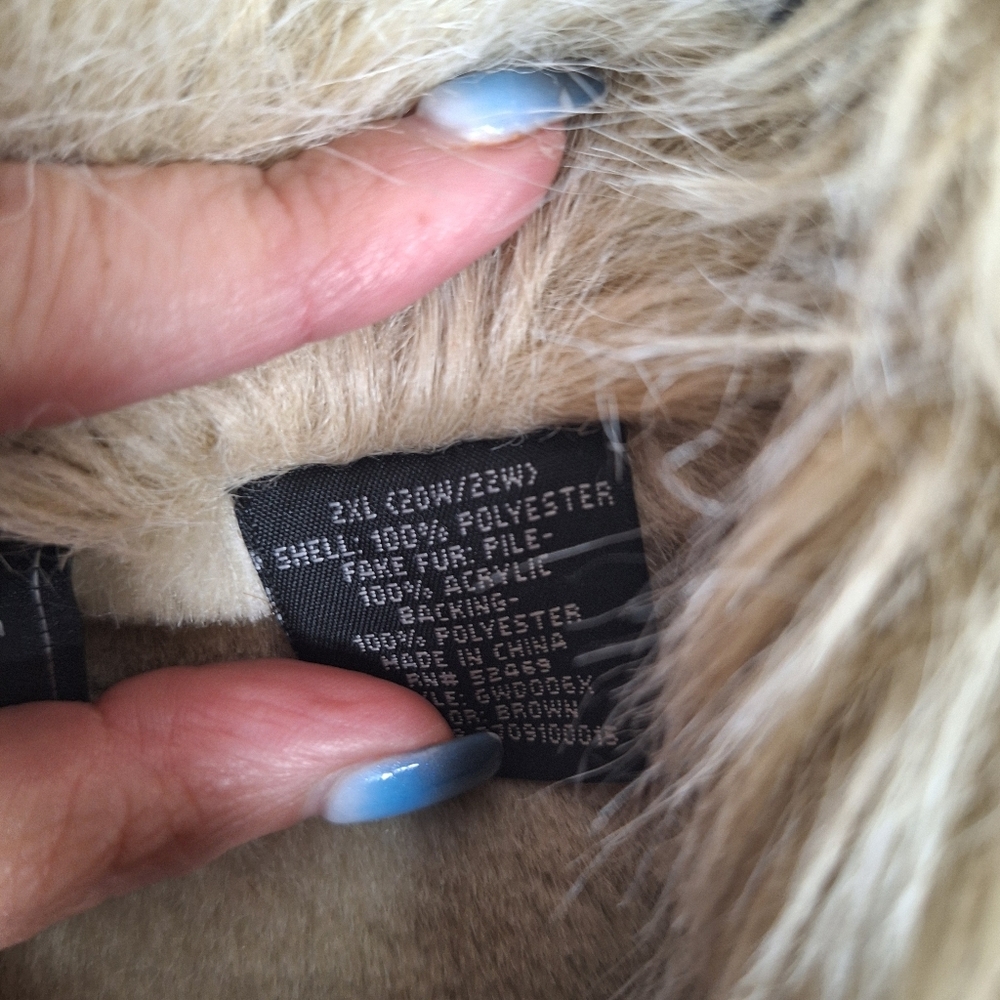 2XL (20W/22W)
SHELL 100% POLYESTER
FAKE FUR: PILE-
100% ACRYLIC
BACKING-
100% POLYESTER
MADE IN CHINA
RN# 52469
GWD006X
BROWN